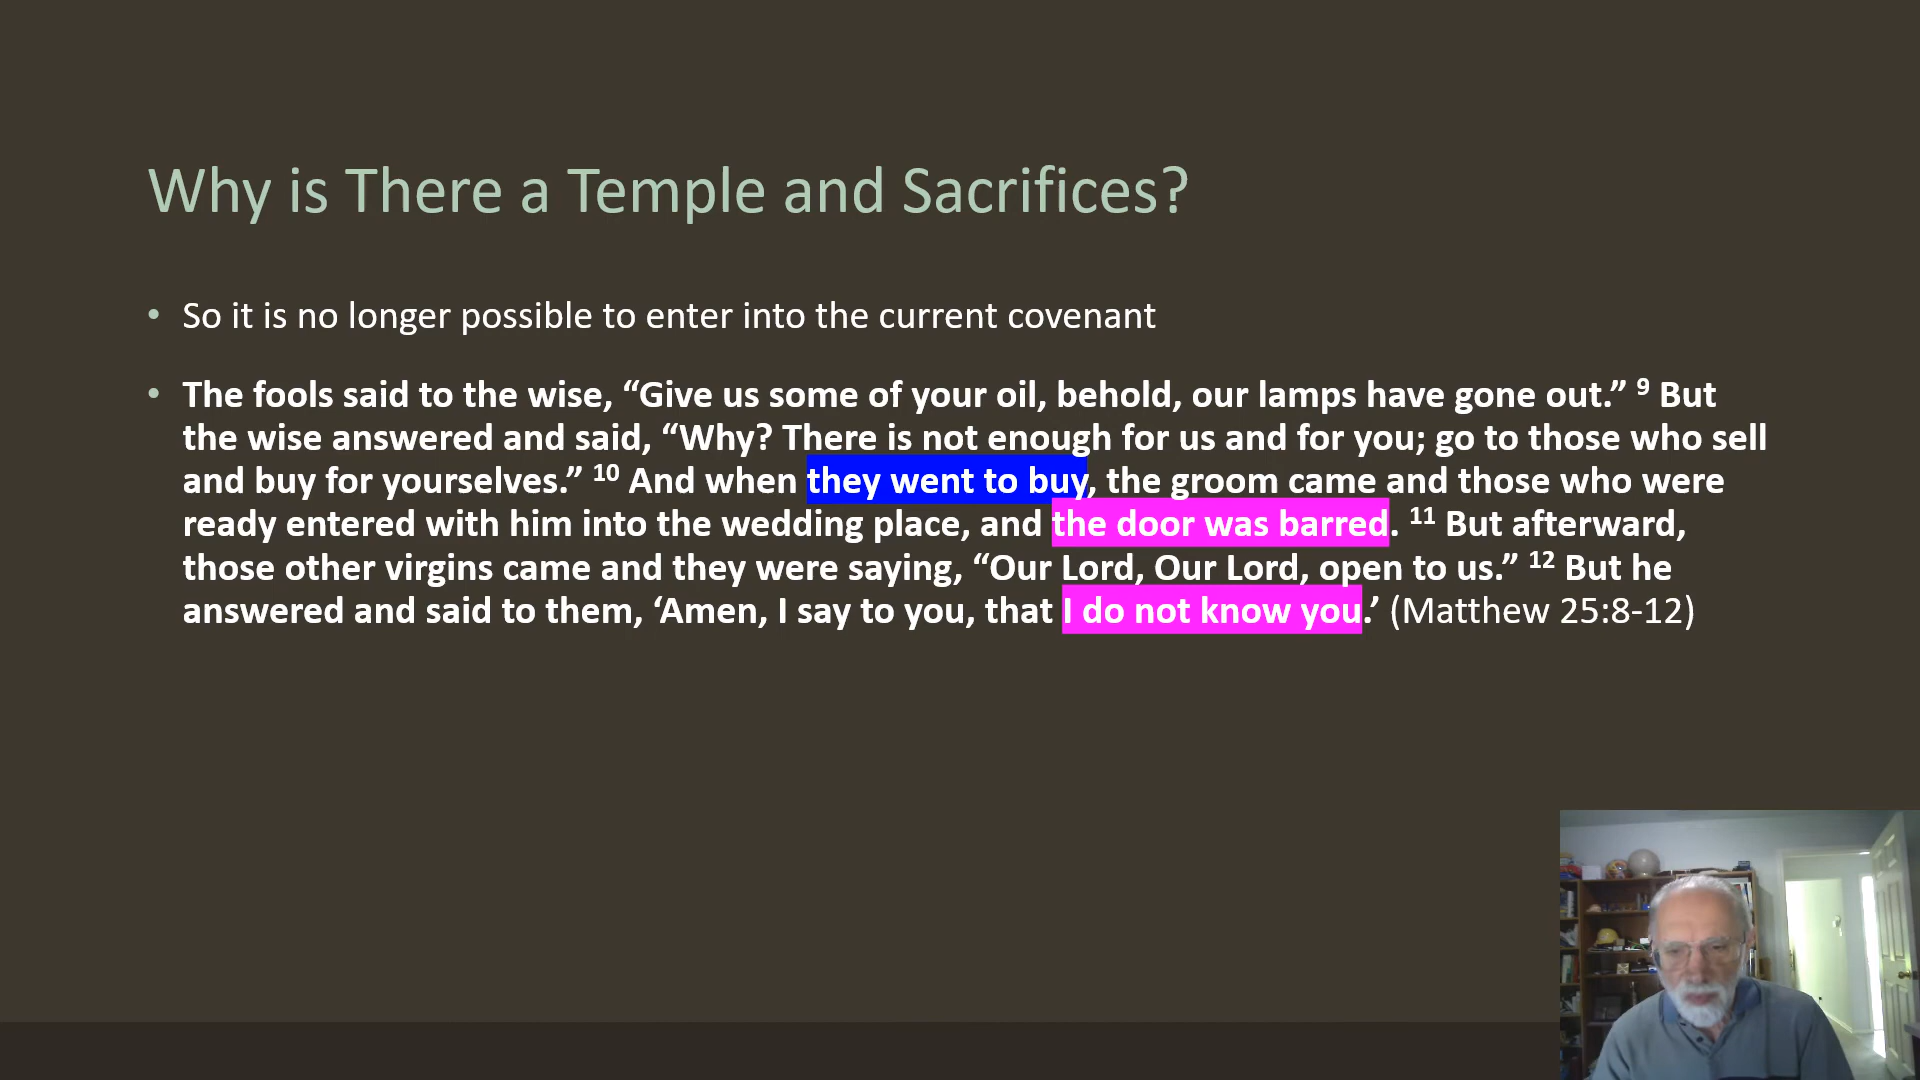 Why is There a Temple and Sacrifices?
• So it is no longer possible to enter into the current covenant
• The fools said to the wise, “Give us some of your oil, behold, our lamps have gone out.” ⁹ But
the wise answered and said, “Why? There is not enough for us and for you; go to those who sell
and buy for yourselves.” ¹⁰ And when they went to buy, the groom came and those who were
ready entered with him into the wedding place, and the door was barred. ¹¹ But afterward,
those other virgins came and they were saying, “Our Lord, Our Lord, open to us.” ¹² But he
answered and said to them, ‘Amen, I say to you, that I do not know you.’ (Matthew 25:8-12)